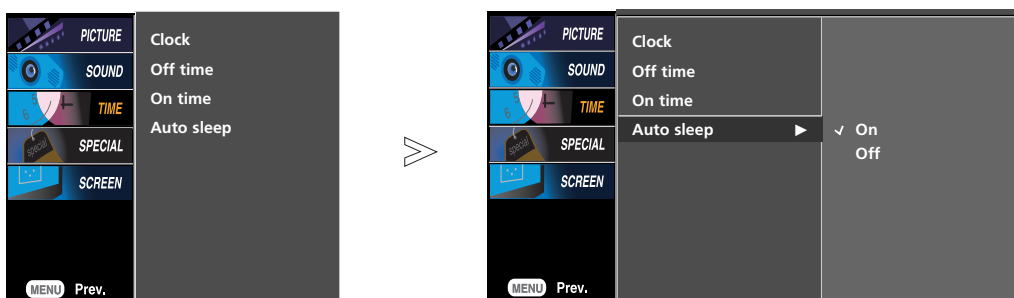 PICTURE
SOUND
TIME
SPECIAL
SCREEN
MENU Prev.
Clock
Off time
On time
Auto sleep
>
PICTURE
SOUND
TIME
SPECIAL
SCREEN
MENU Prev.
Clock
Off time
On time
Auto sleep ►
✓ On
Off